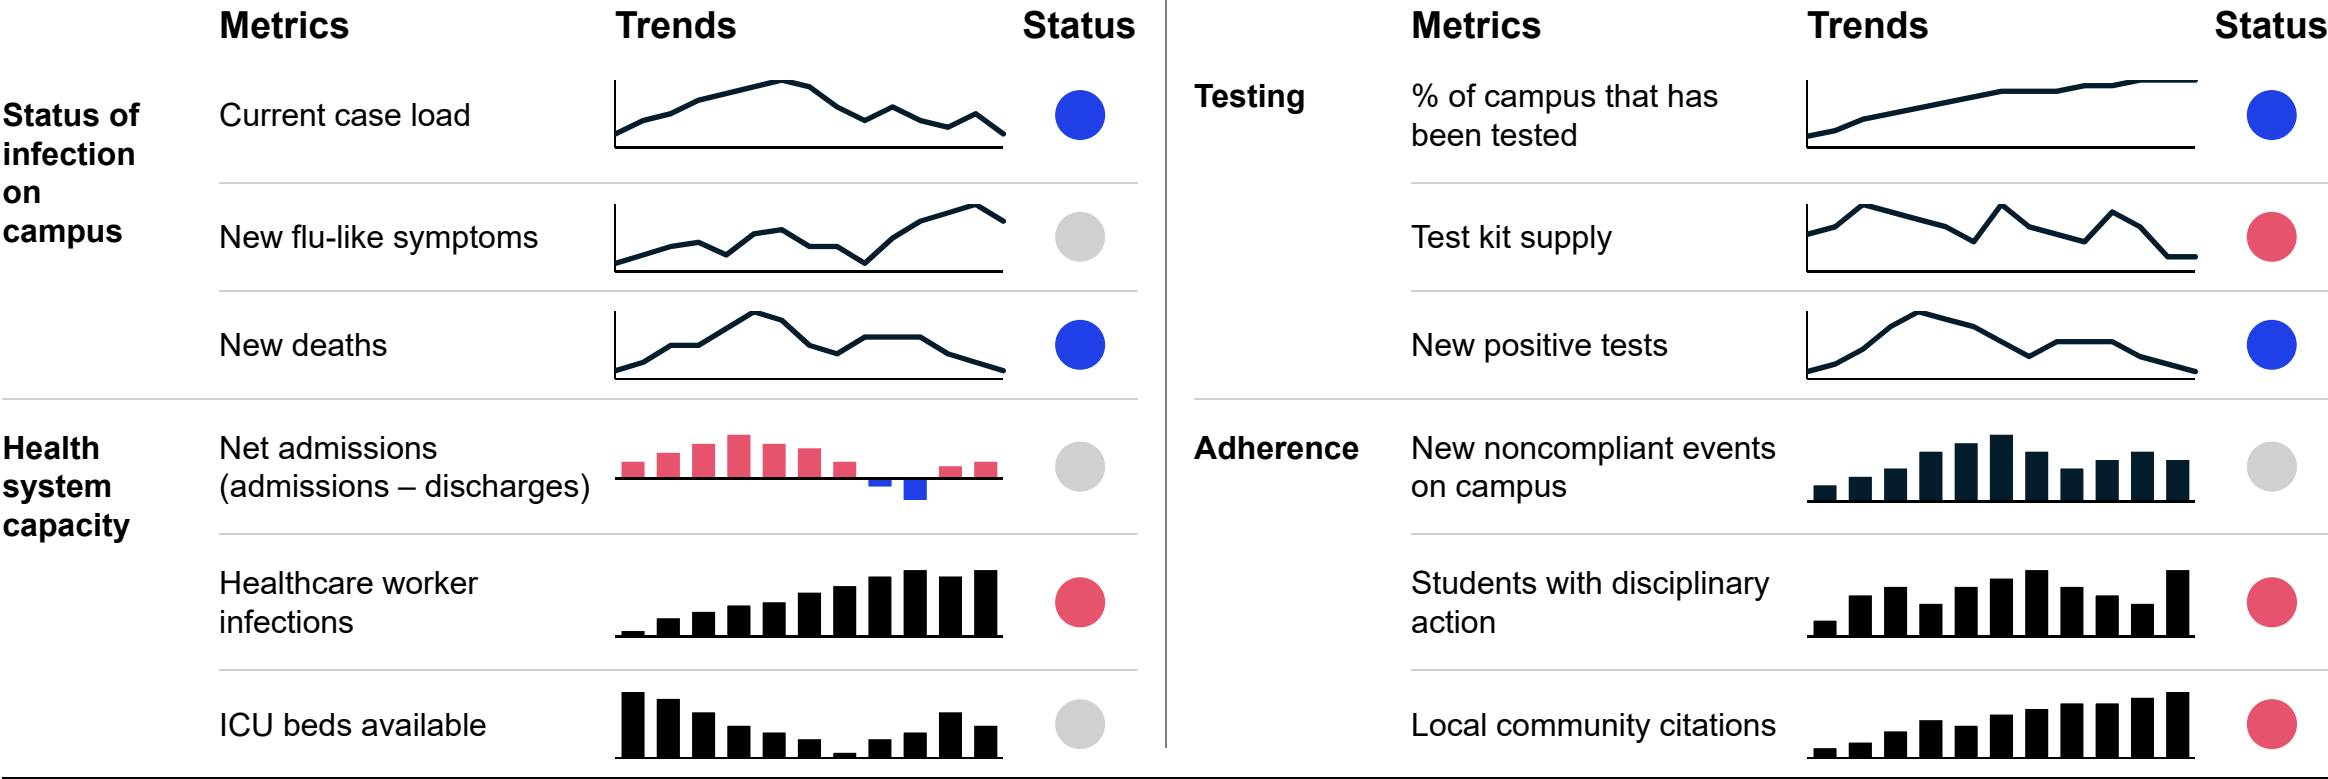 Metrics
Trends
Status
Status of
infection
on
campus
Current case load
New flu-like symptoms
New deaths
Health
system
capacity
Net admissions
(admissions – discharges)
Healthcare worker
infections
ICU beds available
Metrics
Trends
Status
Testing
% of campus that has
been tested
Test kit supply
New positive tests
Adherence
New noncompliant events
on campus
Students with disciplinary
action
Local community citations